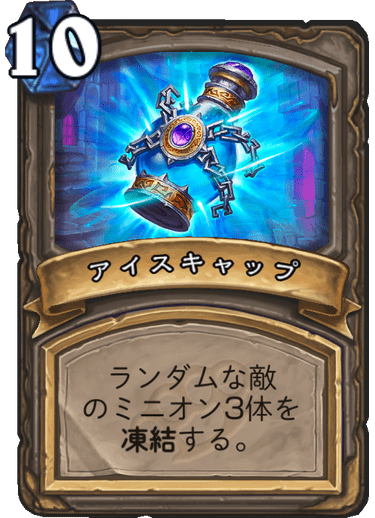 10
アイスキャップ
ランダムな敵
のミニオン3体を
凍結する。